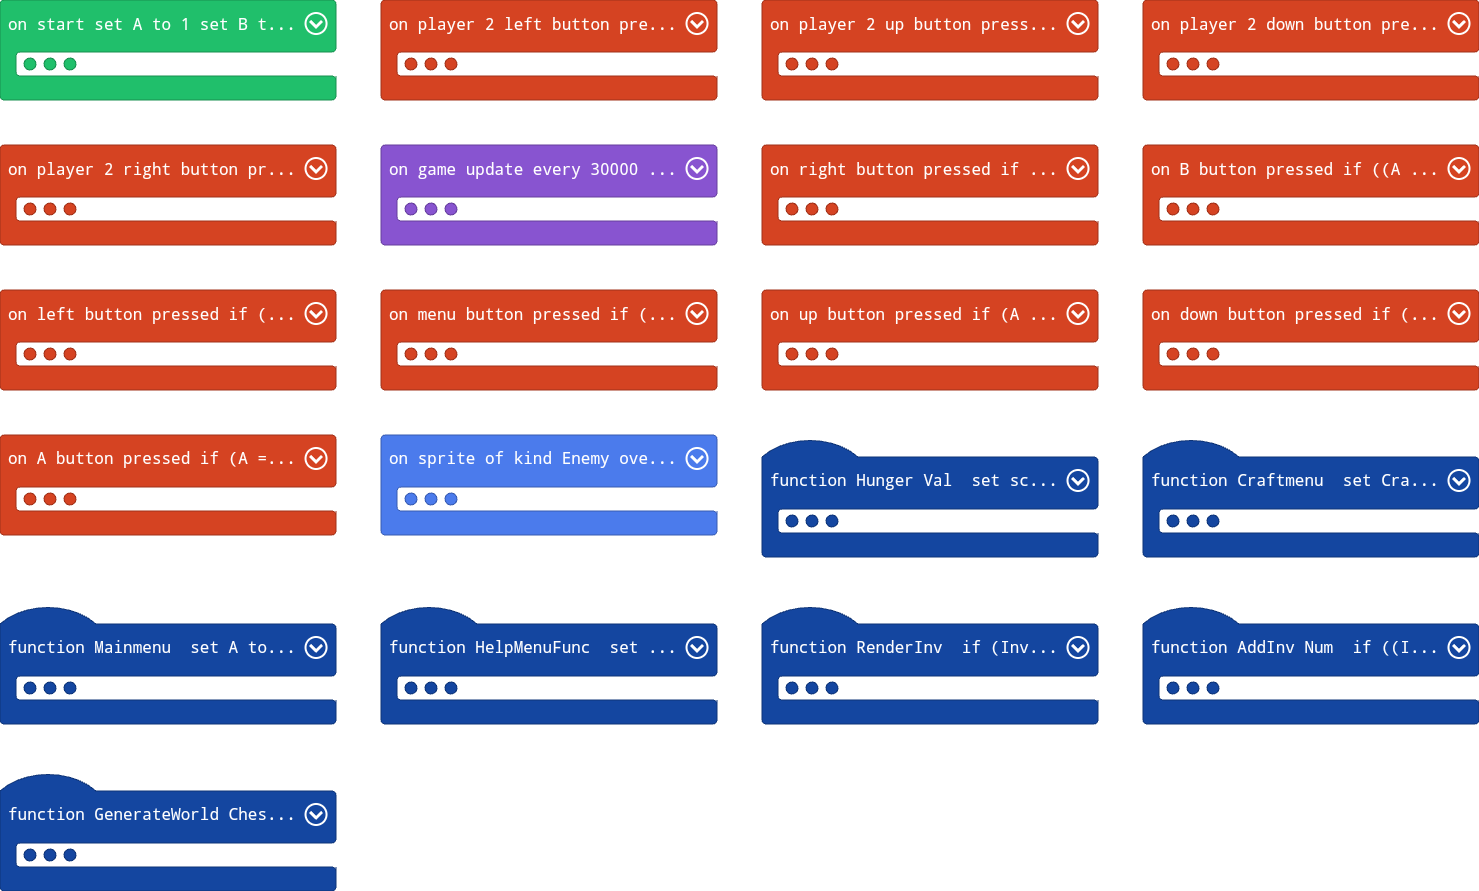 on start set A to 1 set B t...
on player 2 left button pre...
on player 2 up button press...
on player 2 down button pre...
on player 2 right button pr...
on game update every 30000 ...
on right button pressed if ...
on B button pressed if ((A ...
on left button pressed if (...
on menu button pressed if (...
on up button pressed if (A ...
on down button pressed if (...
on A button pressed if (A =...
on sprite of kind Enemy ove...
function Hunger Val  set sc...
function Craftmenu  set Cra...
function Mainmenu  set A to...
function HelpMenuFunc  set ...
function RenderInv  if (Inv...
function AddInv Num  if ((I...
function GenerateWorld Ches...